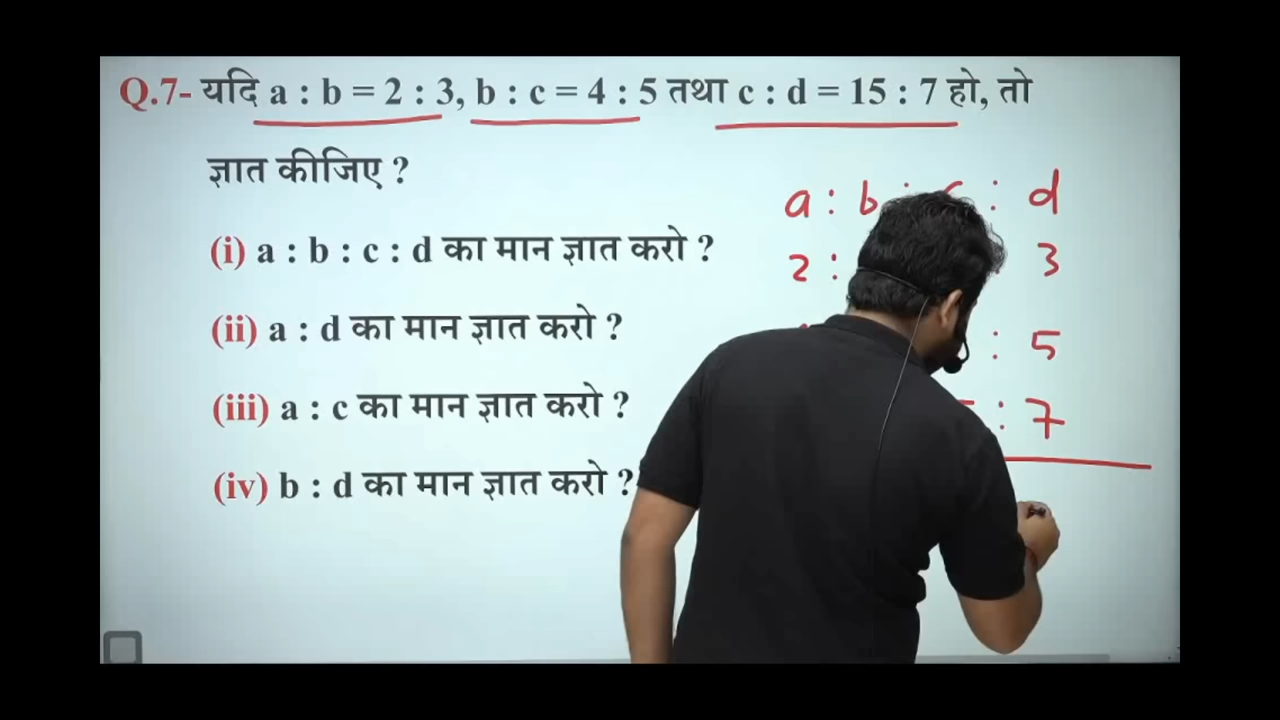 Q.7- यदि a : b = 2 : 3, b : c = 4 : 5 तथा c : d = 15 : 7 हो, तो
ज्ञात कीजिए ?
(i) a : b : c : d का मान ज्ञात करो ?
(ii) a : d का मान ज्ञात करो ?
(iii) a : c का मान ज्ञात करो ?
(iv) b : d का मान ज्ञात करो ?
a : b : : d
2 : 3
: 5
: 7